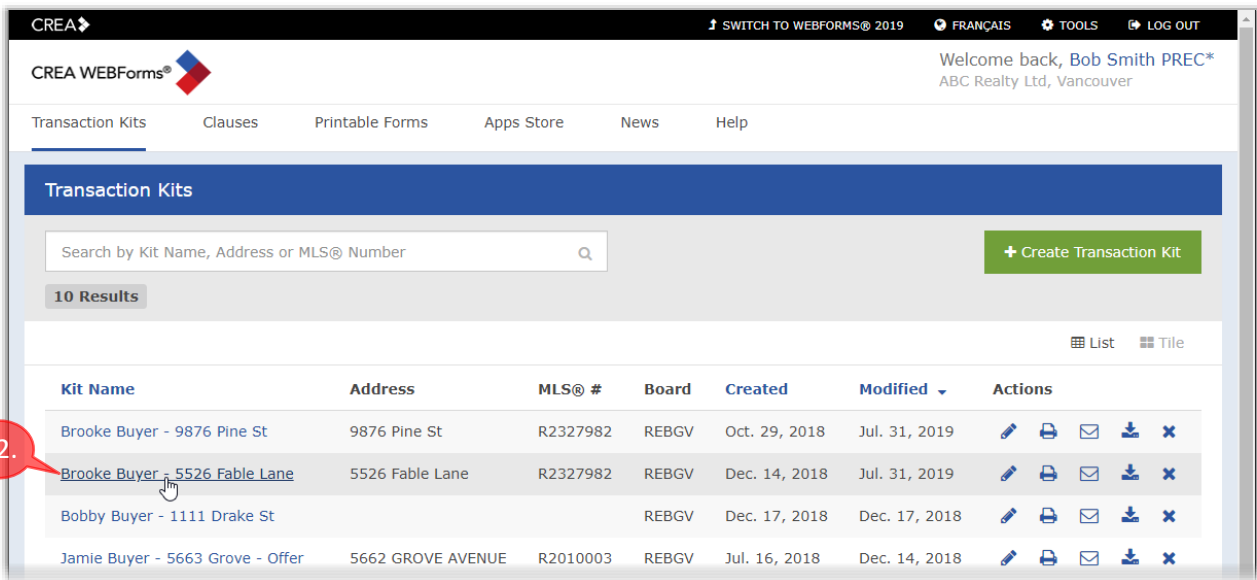 CREA
SWITCH TO WEBFORMS® 2019 FRANÇAIS TOOLS LOG OUT
CREA WEBForms®
Welcome back, Bob Smith PREC*
ABC Realty Ltd, Vancouver
Transaction Kits Clauses Printable Forms Apps Store News Help
Transaction Kits
Search by Kit Name, Address or MLS® Number
+ Create Transaction Kit
10 Results
List Tile
Kit Name Address MLS® # Board Created Modified Actions
Brooke Buyer - 9876 Pine St 9876 Pine St R2327982 REBGV Oct. 29, 2018 Jul. 31, 2019
2.
Brooke Buyer - 5526 Fable Lane 5526 Fable Lane R2327982 REBGV Dec. 14, 2018 Jul. 31, 2019
Bobby Buyer - 1111 Drake St REBGV Dec. 17, 2018 Dec. 17, 2018
Jamie Buyer - 5663 Grove - Offer 5662 GROVE AVENUE R2010003 REBGV Jul. 16, 2018 Dec. 14, 2018